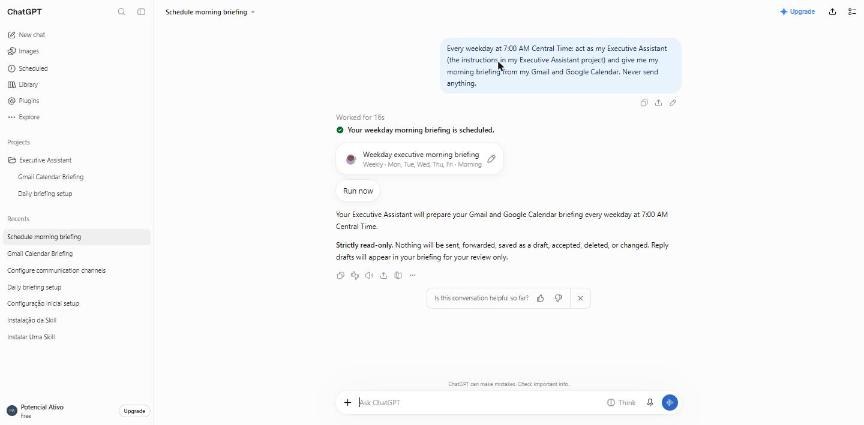 ChatGPT
Schedule morning briefing
Upgrade
New chat
Images
Scheduled
Library
Plugins
Explore
Projects
Executive Assistant
Gmail Calendar Briefing
Daily briefing setup
Recents
Schedule morning briefing
Gmail Calendar Briefing
Configure communication channels
Daily briefing setup
Configuração inicial setup
Instalação da Skill
Instalar Uma Skill
Potencial Ativo
Free
Upgrade
Every weekday at 7:00 AM Central Time: act as my Executive Assistant
(the instructions in my Executive Assistant project) and give me my
morning briefing from my Gmail and Google Calendar. Never send
anything.
Worked for 16s
Your weekday morning briefing is scheduled.
Weekday executive morning briefing
Weekly · Mon, Tue, Wed, Thu, Fri · Morning
Run now
Your Executive Assistant will prepare your Gmail and Google Calendar briefing every weekday at 7:00 AM
Central Time.
Strictly read-only. Nothing will be sent, forwarded, saved as a draft, accepted, deleted, or changed. Reply
drafts will appear in your briefing for your review only.
Is this conversation helpful so far?
ChatGPT can make mistakes. Check important info.
Ask ChatGPT
Think